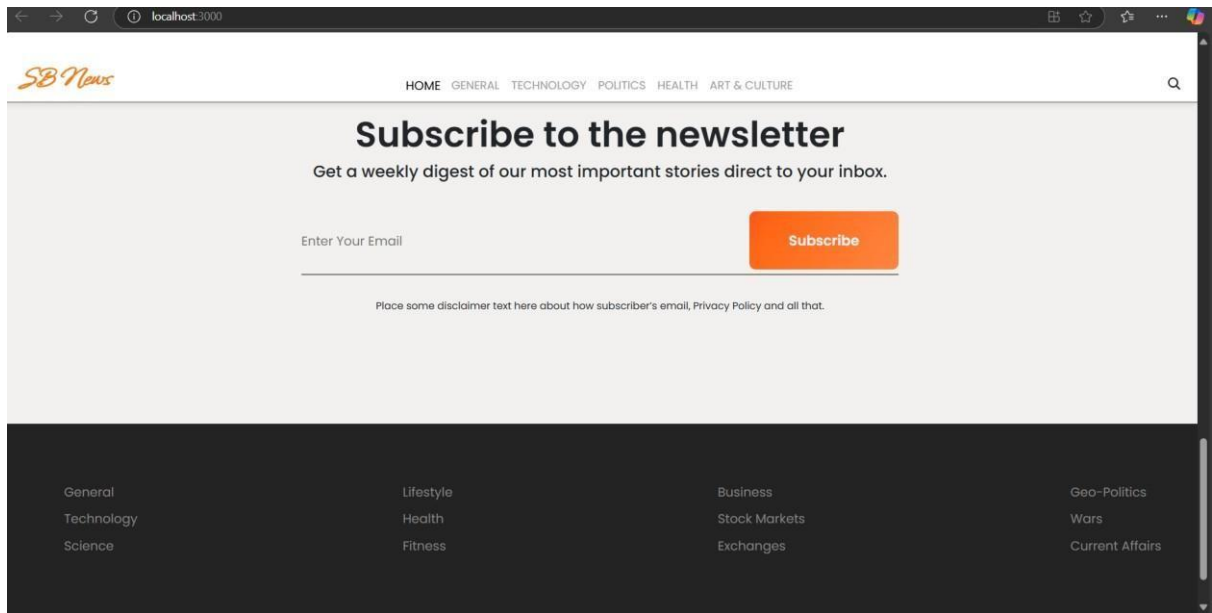 localhost:3000
SB News
HOME GENERAL TECHNOLOGY POLITICS HEALTH ART & CULTURE
Subscribe to the newsletter
Get a weekly digest of our most important stories direct to your inbox.
Enter Your Email
Subscribe
Place some disclaimer text here about how subscriber's email, Privacy Policy and all that.
General Lifestyle Business Geo-Politics
Technology Health Stock Markets Wars
Science Fitness Exchanges Current Affairs